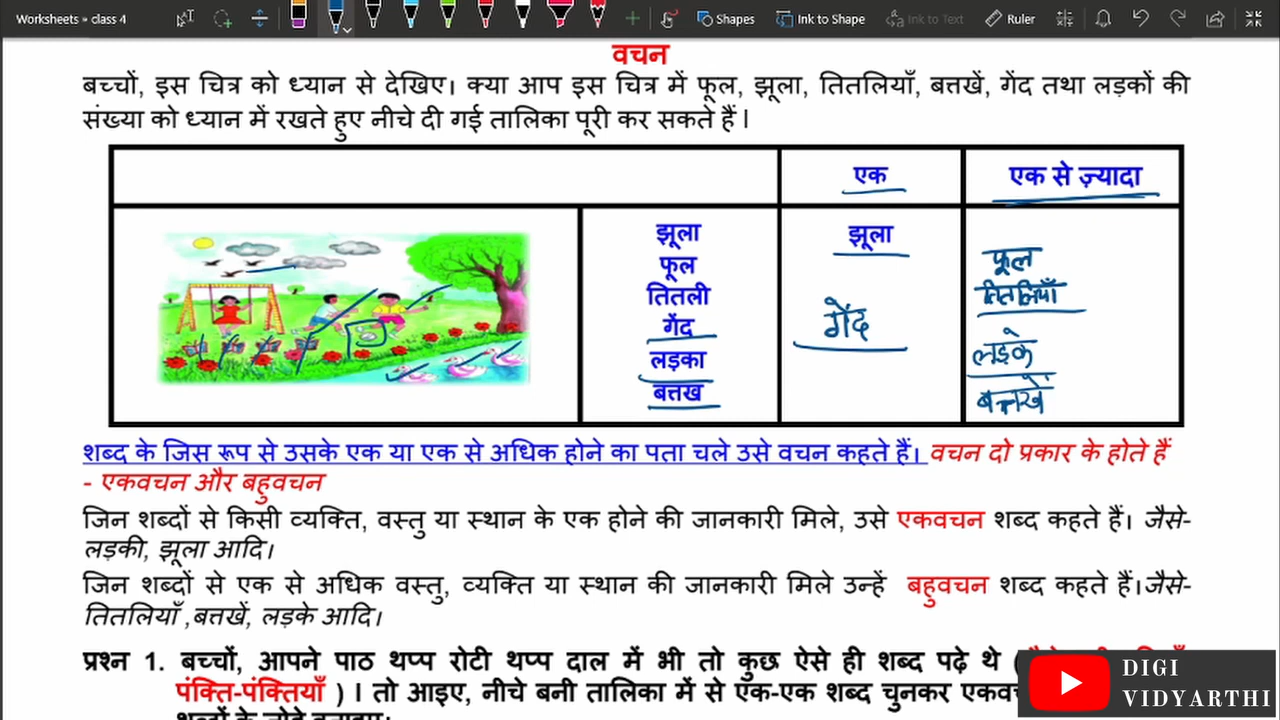 Worksheets » class 4
Shapes
Ink to Shape
Ink to Text
Ruler
वचन
बच्चों, इस चित्र को ध्यान से देखिए। क्या आप इस चित्र में फूल, झूला, तितलियाँ, बत्तखें, गेंद तथा लड़कों की
संख्या को ध्यान में रखते हुए नीचे दी गई तालिका पूरी कर सकते हैं l
एक
एक से ज़्यादा
झूला
फूल
तितली
गेंद
लड़का
बत्तख
झूला
गेंद
फूल
तितलियाँ
लड़के
बत्तखें
शब्द के जिस रूप से उसके एक या एक से अधिक होने का पता चले उसे वचन कहते हैं। वचन दो प्रकार के होते हैं
- एकवचन और बहुवचन
जिन शब्दों से किसी व्यक्ति, वस्तु या स्थान के एक होने की जानकारी मिले, उसे एकवचन शब्द कहते हैं। जैसे-
लड़की, झूला आदि।
जिन शब्दों से एक से अधिक वस्तु, व्यक्ति या स्थान की जानकारी मिले उन्हें बहुवचन शब्द कहते हैं।जैसे-
तितलियाँ ,बत्तखें, लड़के आदि।
प्रश्न 1. बच्चों, आपने पाठ थप्प रोटी थप्प दाल में भी तो कुछ ऐसे ही शब्द पढ़े थे (
पंक्ति-पंक्तियाँ ) l तो आइए, नीचे बनी तालिका में से एक-एक शब्द चुनकर
DIGI
VIDYARTHI